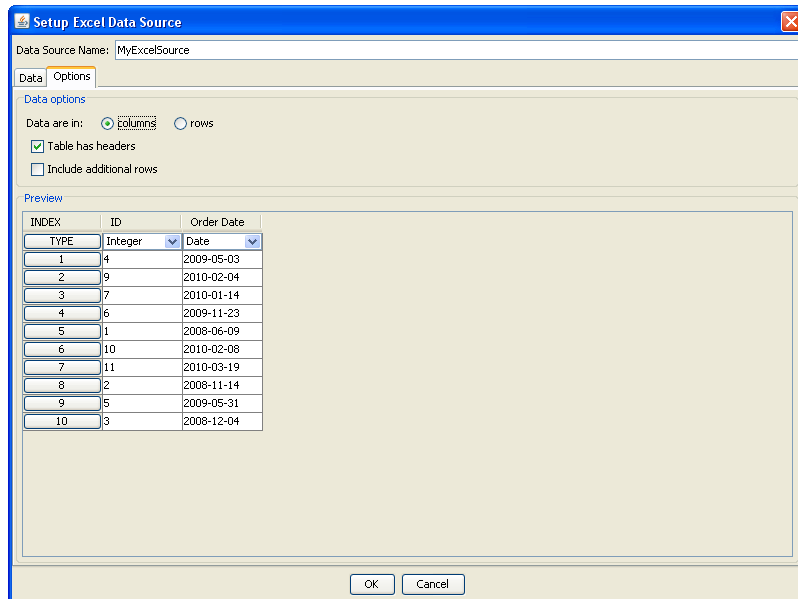 Setup Excel Data Source
Data Source Name: MyExcelSource
Data Options
Data options
Data are in: columns rows
Table has headers
Include additional rows
Preview
INDEX ID Order Date
TYPE Integer Date
1 4 2009-05-03
2 9 2010-02-04
3 7 2010-01-14
4 6 2009-11-23
5 1 2008-06-09
6 10 2010-02-08
7 11 2010-03-19
8 2 2008-11-14
9 5 2009-05-31
10 3 2008-12-04
OK Cancel